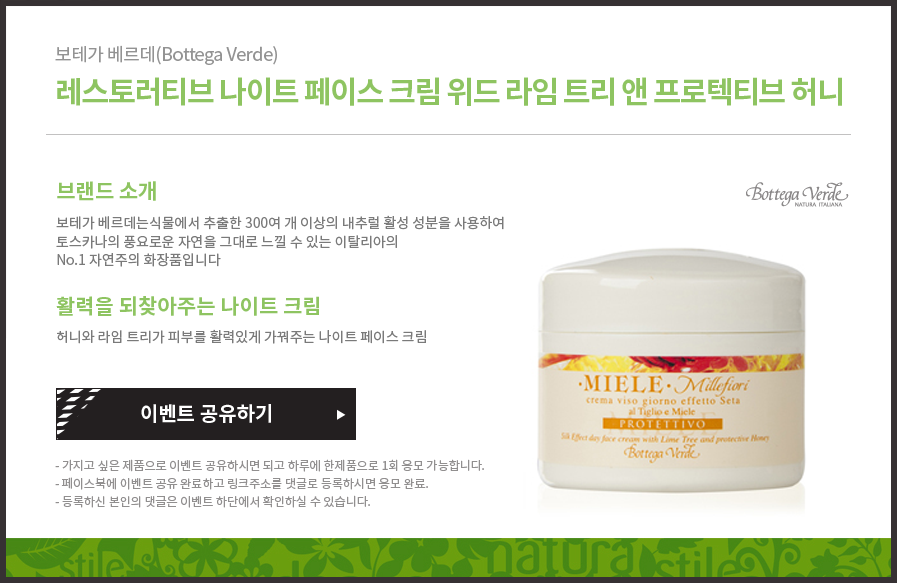 보테가 베르데(Bottega Verde)
레스토러티브 나이트 페이스 크림 위드 라임 트리 앤 프로텍티브 허니
브랜드 소개
Bottega Verde
NATURA ITALIANA
보테가 베르데는식물에서 추출한 300여 개 이상의 내추럴 활성 성분을 사용하여
토스카나의 풍요로운 자연을 그대로 느낄 수 있는 이탈리아의
No.1 자연주의 화장품입니다
활력을 되찾아주는 나이트 크림
허니와 라임 트리가 피부를 활력있게 가꿔주는 나이트 페이스 크림
·MIELE· Millefiori
crema viso giorno effetto Seta
al Tiglio e Miele
PROTETTIVO
Silk Effect day face cream with Lime Tree and protective Honey
Bottega Verde
이벤트 공유하기
- 가지고 싶은 제품으로 이벤트 공유하시면 되고 하루에 한제품으로 1회 응모 가능합니다.
- 페이스북에 이벤트 공유 완료하고 링크주소를 댓글로 등록하시면 응모 완료.
- 등록하신 본인의 댓글은 이벤트 하단에서 확인하실 수 있습니다.
stile natura stile